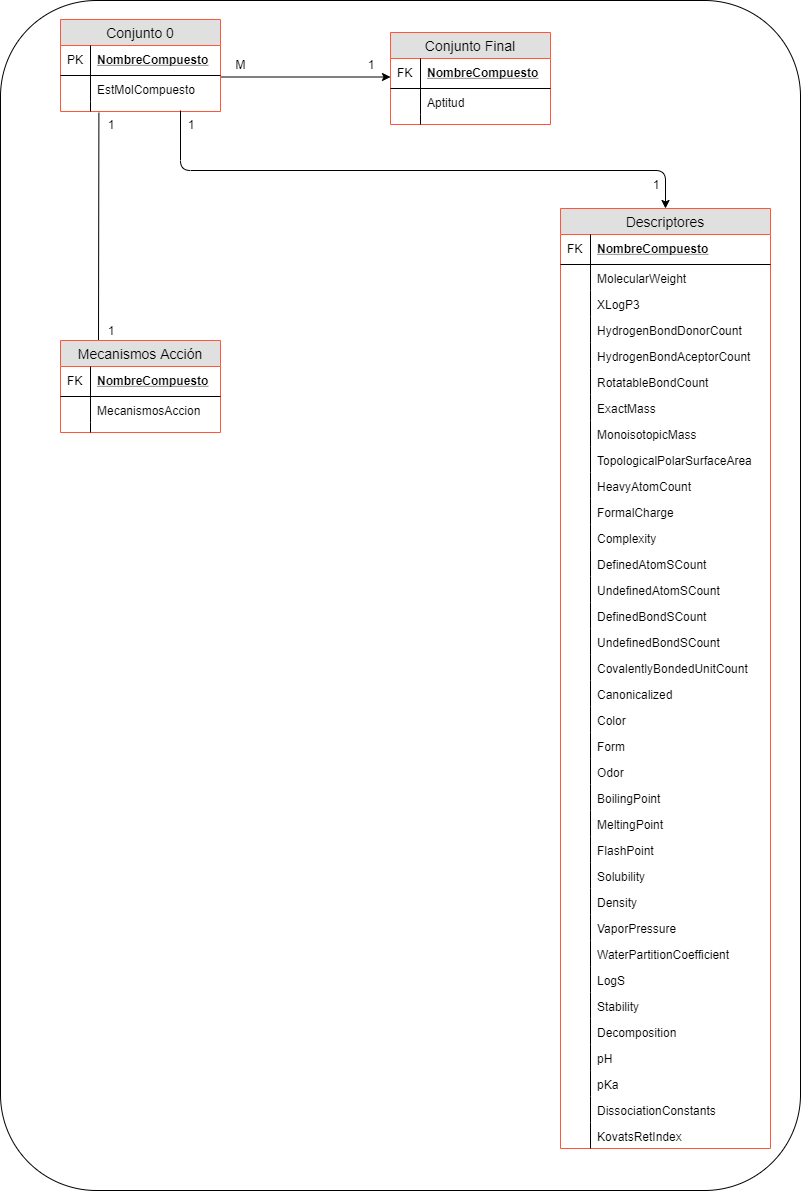 Conjunto 0
PK NombreCompuesto
EstMolCompuesto
M 1
Conjunto Final
FK NombreCompuesto
Aptitud
1 1
1
Descriptores
FK NombreCompuesto
MolecularWeight
XLogP3
HydrogenBondDonorCount
HydrogenBondAceptorCount
RotatableBondCount
ExactMass
MonoisotopicMass
TopologicalPolarSurfaceArea
HeavyAtomCount
FormalCharge
Complexity
DefinedAtomSCount
UndefinedAtomSCount
DefinedBondSCount
UndefinedBondSCount
CovalentlyBondedUnitCount
Canonicalized
Color
Form
Odor
BoilingPoint
MeltingPoint
FlashPoint
Solubility
Density
VaporPressure
WaterPartitionCoefficient
LogS
Stability
Decomposition
pH
pKa
DissociationConstants
KovatsRetIndex
1
Mecanismos Acción
FK NombreCompuesto
MecanismosAccion